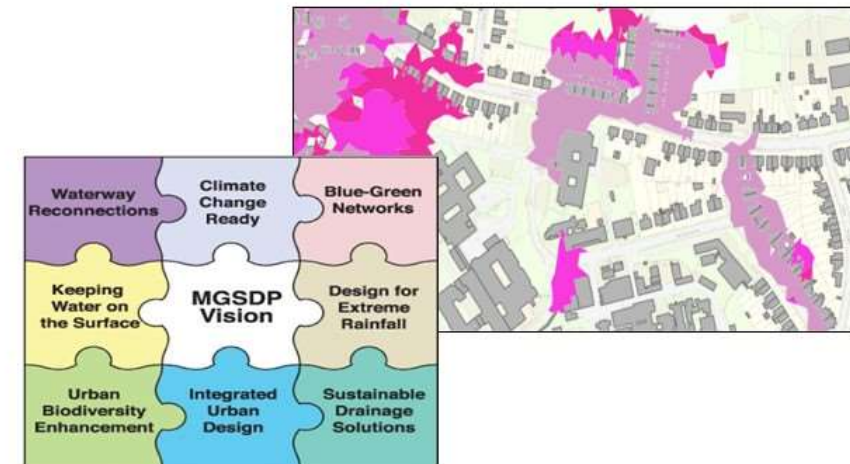 Waterway
Reconnections
Climate
Change
Ready
Blue-Green
Networks
Keeping
Water on
the Surface
MGSDP
Vision
Design for
Extreme
Rainfall
Urban
Biodiversity
Enhancement
Integrated
Urban
Design
Sustainable
Drainage
Solutions